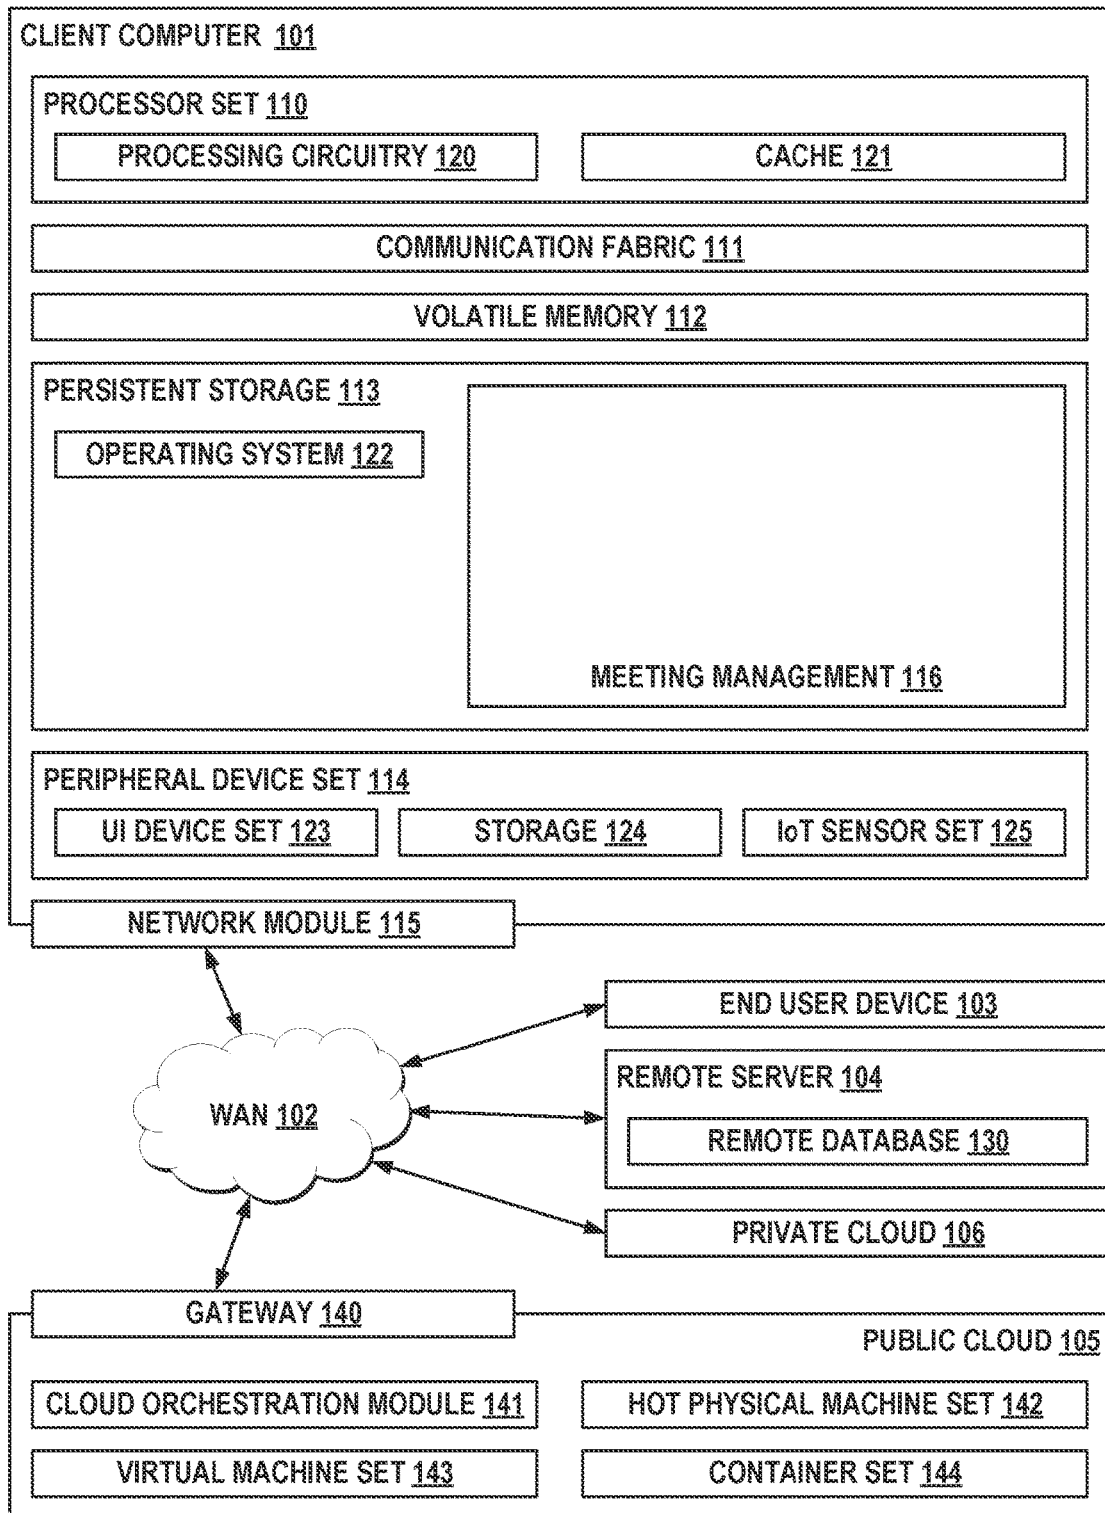 CLIENT COMPUTER 101
PROCESSOR SET 110
PROCESSING CIRCUITRY 120
CACHE 121
COMMUNICATION FABRIC 111
VOLATILE MEMORY 112
PERSISTENT STORAGE 113
OPERATING SYSTEM 122
MEETING MANAGEMENT 116
PERIPHERAL DEVICE SET 114
UI DEVICE SET 123
STORAGE 124
IoT SENSOR SET 125
NETWORK MODULE 115
END USER DEVICE 103
REMOTE SERVER 104
WAN 102
REMOTE DATABASE 130
PRIVATE CLOUD 106
GATEWAY 140
PUBLIC CLOUD 105
CLOUD ORCHESTRATION MODULE 141
HOT PHYSICAL MACHINE SET 142
VIRTUAL MACHINE SET 143
CONTAINER SET 144